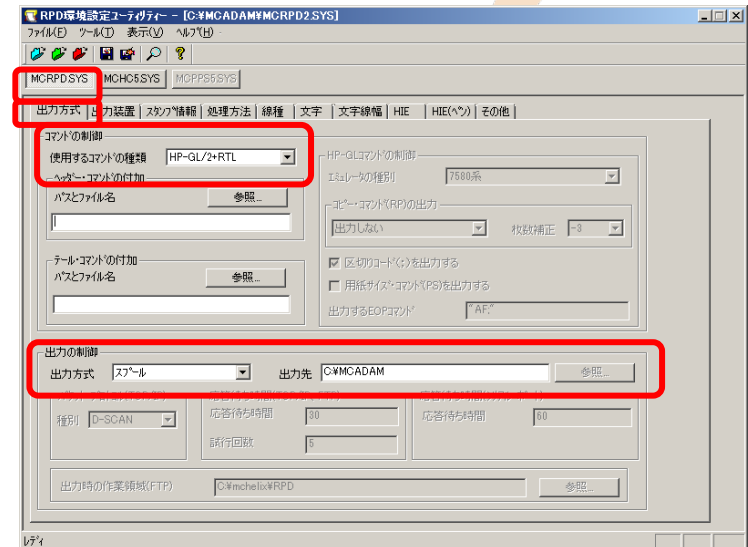 RPD環境設定ユーティリティー - [C:¥MCADAM¥MCRPD2.SYS]
ファイル(F) ツール(T) 表示(V) ヘルプ(H)
MCRPD.SYS MCHC5.SYS MCPPS5.SYS
出力方式 出力装置 スタンプ情報 処理方法 線種 文字 文字線幅 HIE HIE(ペン) その他
コマンドの制御
使用するコマンドの種類 HP-GL/2+RTL
ヘッダー・コマンドの付加
パスとファイル名 参照...
テール・コマンドの付加
パスとファイル名 参照...
HP-GLコマンドの制御
エミュレータの種別 7580系
コピー・コマンド(RP)の出力
出力しない 枚数補正 -3
区切りコード(;)を出力する
用紙サイズ・コマンド(PS)を出力する
出力するEOPコマンド "AF;"
出力の制御
出力方式 スプール 出力先 C:¥MCADAM 参照...
種別 D-SCAN
応答待ち時間 30
試行回数 5
応答待ち時間 60
出力時の作業領域(FTP) C:¥mchelix¥RPD 参照...
レディ